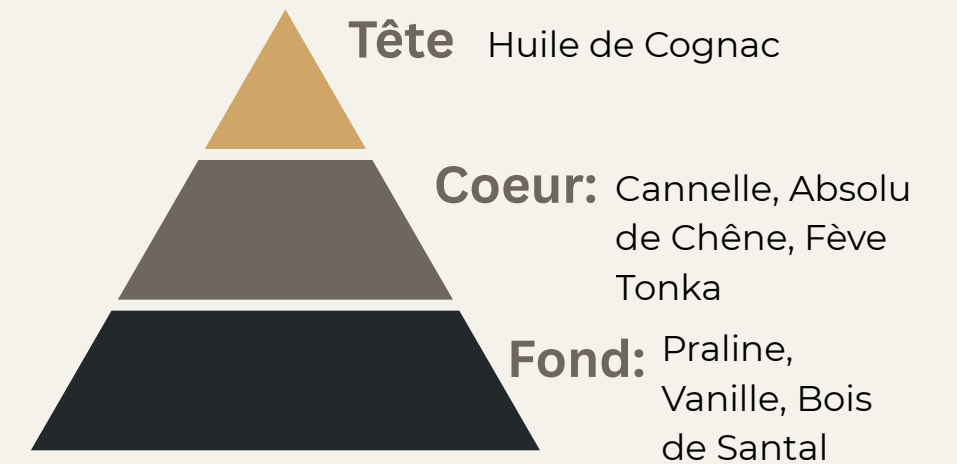 Tête Huile de Cognac
Coeur: Cannelle, Absolu
de Chêne, Fève
Tonka
Fond: Praline,
Vanille, Bois
de Santal